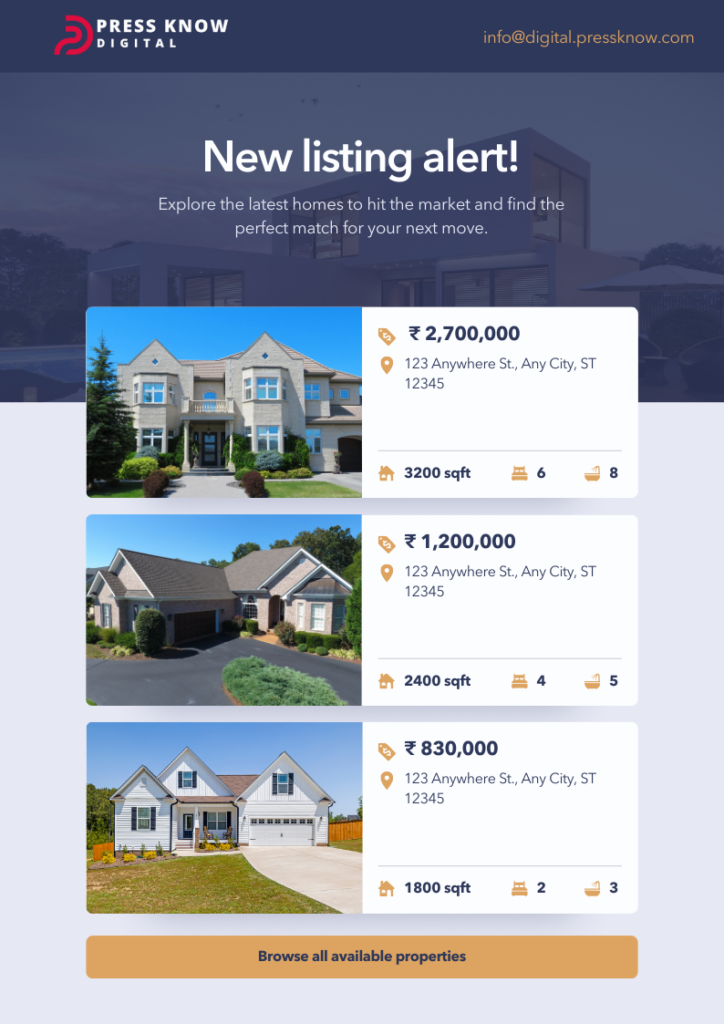 PRESS KNOW
DIGITAL
info@digital.pressknow.com
New listing alert!
Explore the latest homes to hit the market and find the
perfect match for your next move.
₹ 2,700,000
123 Anywhere St., Any City, ST
12345
3200 sqft 6 8
₹ 1,200,000
123 Anywhere St., Any City, ST
12345
2400 sqft 4 5
₹ 830,000
123 Anywhere St., Any City, ST
12345
1800 sqft 2 3
Browse all available properties